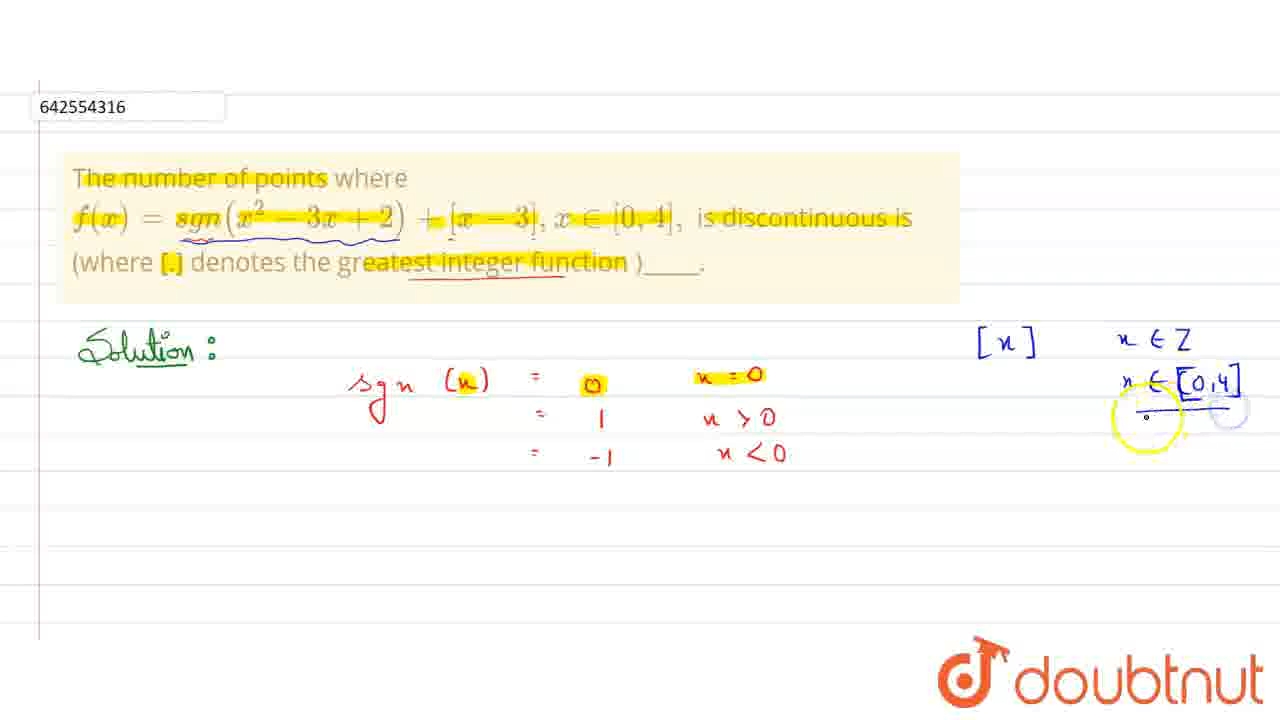 642554316
The number of points where
f(x) = sgn(x² − 3x + 2) + [x − 3], x ∈ [0, 4], is discontinuous is
(where [.] denotes the greatest integer function )____.
Solution :
[x] x ∈ Z
sgn (x) = 0 x = 0
x ∈ [0,4]
= 1 x > 0
= -1 x < 0
doubtnut